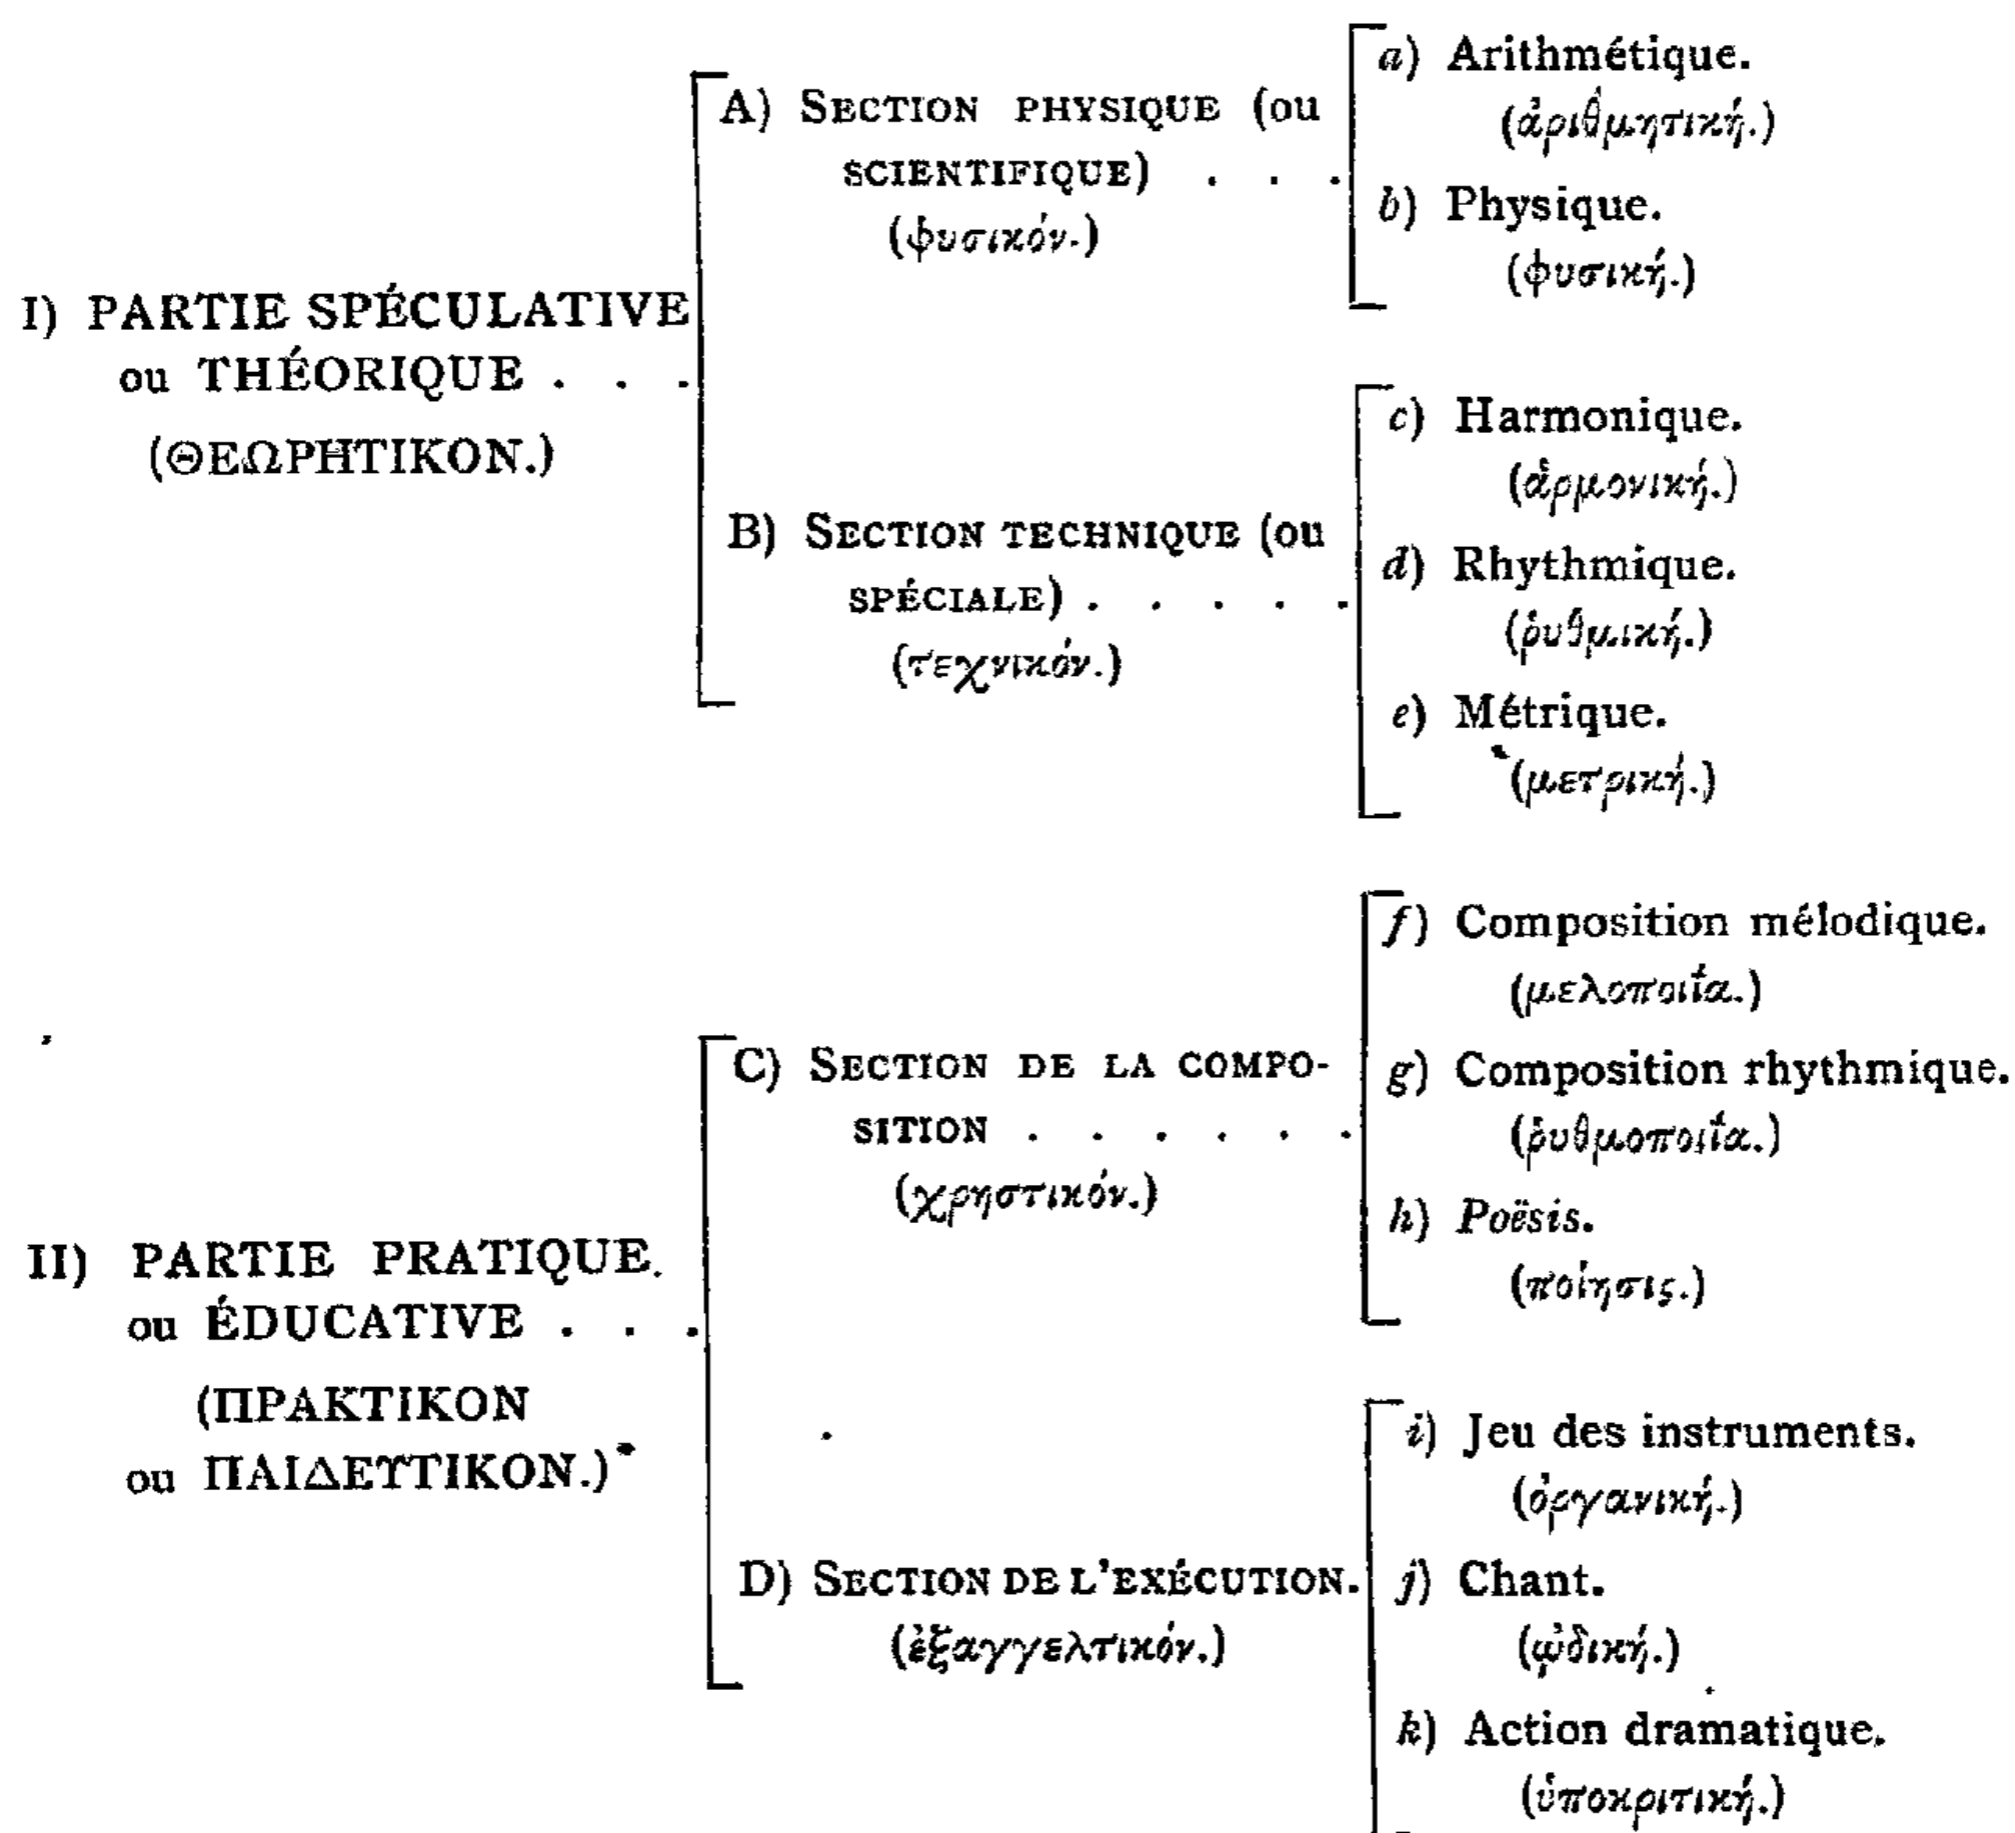 I) PARTIE SPÉCULATIVE
ou THÉORIQUE . . .
(ΘΕΩΡΗΤΙΚΟΝ.)
A) SECTION PHYSIQUE (ou
SCIENTIFIQUE) . . .
(φυσικόν.)
a) Arithmétique.
(ἀριθμητική.)
b) Physique.
(φυσική.)
B) SECTION TECHNIQUE (ou
SPÉCIALE) . . . . .
(τεχνικόν.)
c) Harmonique.
(ἁρμονική.)
d) Rhythmique.
(ῥυθμική.)
e) Métrique.
(μετρική.)
II) PARTIE PRATIQUE.
ou ÉDUCATIVE . . .
(ΠΡΑΚΤΙΚΟΝ
ou ΠΑΙΔΕΥΤΙΚΟΝ.)
C) SECTION DE LA COMPO-
SITION . . . . . .
(χρηστικόν.)
f) Composition mélodique.
(μελοποιΐα.)
g) Composition rhythmique.
(ῥυθμοποιΐα.)
h) Poësis.
(ποίησις.)
D) SECTION DE L'EXÉCUTION.
(ἐξαγγελτικόν.)
i) Jeu des instruments.
(ὀργανική.)
j) Chant.
(ᾠδική.)
k) Action dramatique.
(ὑποκριτική.)